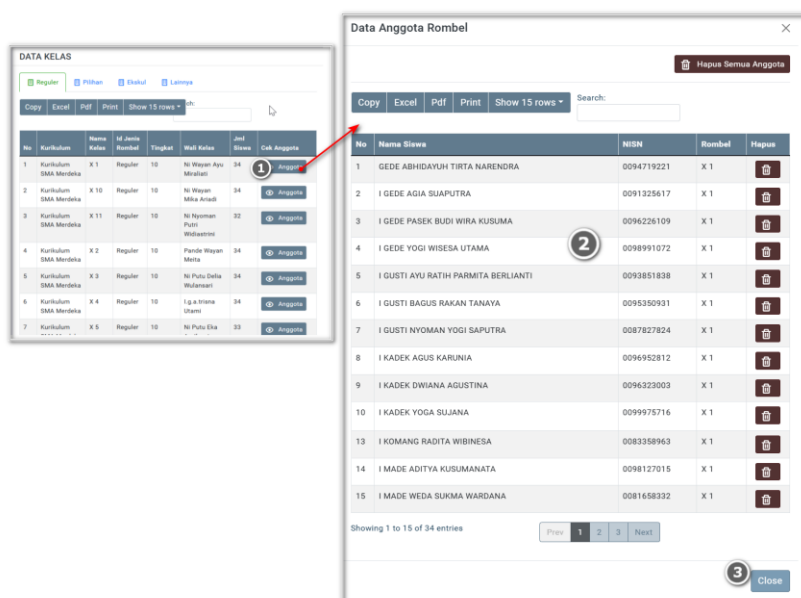 DATA KELAS
Reguler Pilihan Ekskul Lainnya
Copy Excel Pdf Print Show 15 rows
No Kurikulum Nama Kelas Id Jenis Rombel Tingkat Wali Kelas Jml Siswa Cek Anggota
1 Kurikulum SMA Merdeka X 1 Reguler 10 Ni Wayan Ayu Miraliati 34 1 Anggota
2 Kurikulum SMA Merdeka X 10 Reguler 10 Ni Wayan Mika Ariadi 34 Anggota
3 Kurikulum SMA Merdeka X 11 Reguler 10 Ni Nyoman Putri Widiastrini 32 Anggota
4 Kurikulum SMA Merdeka X 2 Reguler 10 Pande Wayan Meita 34 Anggota
5 Kurikulum SMA Merdeka X 3 Reguler 10 Ni Putu Delia Wulansari 34 Anggota
6 Kurikulum SMA Merdeka X 4 Reguler 10 I.g.a.trisna Utami 34 Anggota
7 Kurikulum X 5 Reguler 10 Ni Putu Eka 33 Anggota
Data Anggota Rombel
Hapus Semua Anggota
Copy Excel Pdf Print Show 15 rows Search:
No Nama Siswa NISN Rombel Hapus
1 GEDE ABHIDAYUH TIRTA NARENDRA 0094719221 X 1
2 I GEDE AGIA SUAPUTRA 0091325617 X 1
3 I GEDE PASEK BUDI WIRA KUSUMA 0096226109 X 1
2
4 I GEDE YOGI WISESA UTAMA 0098991072 X 1
5 I GUSTI AYU RATIH PARMITA BERLIANTI 0093851838 X 1
6 I GUSTI BAGUS RAKAN TANAYA 0095350931 X 1
7 I GUSTI NYOMAN YOGI SAPUTRA 0087827824 X 1
8 I KADEK AGUS KARUNIA 0096952812 X 1
9 I KADEK DWIANA AGUSTINA 0096323003 X 1
10 I KADEK YOGA SUJANA 0099975716 X 1
13 I KOMANG RADITA WIBINESA 0083358963 X 1
14 I MADE ADITYA KUSUMANATA 0098127015 X 1
15 I MADE WEDA SUKMA WARDANA 0081658332 X 1
Showing 1 to 15 of 34 entries Prev 1 2 3 Next
3 Close